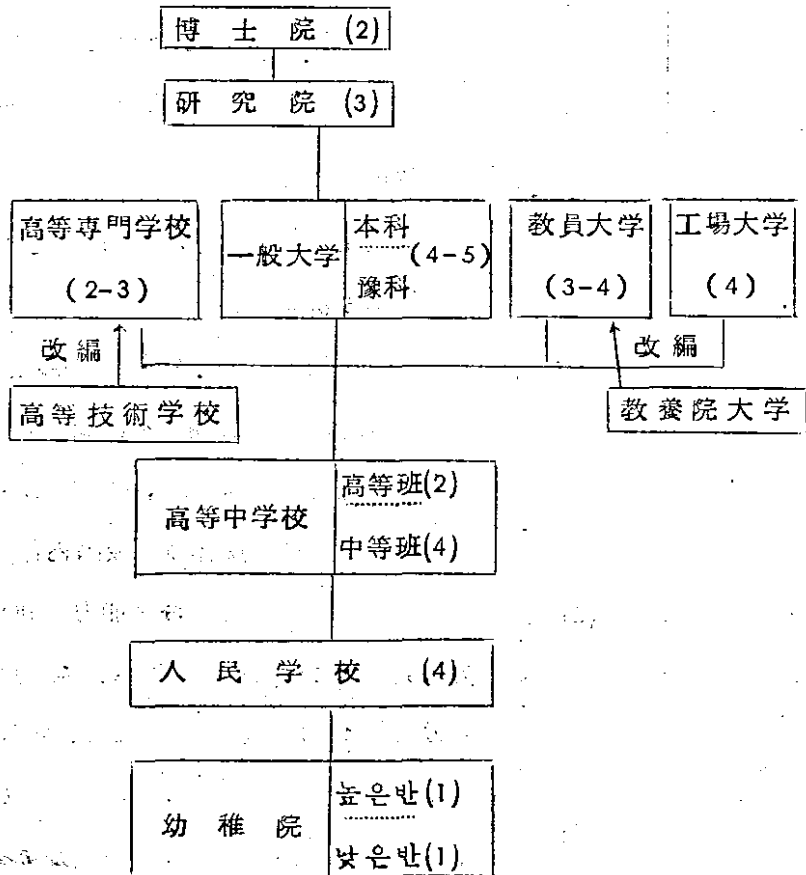 博士院 (2)
研究院 (3)
高等専門学校
(2-3)
一般大学
本科
(4-5)
豫科
教員大学
(3-4)
工場大学
(4)
改編
改編
高等技術学校
教養院大学
高等中学校
高等班(2)
中等班(4)
人民学校 (4)
幼稚院
높은반(1)
낮은반(1)